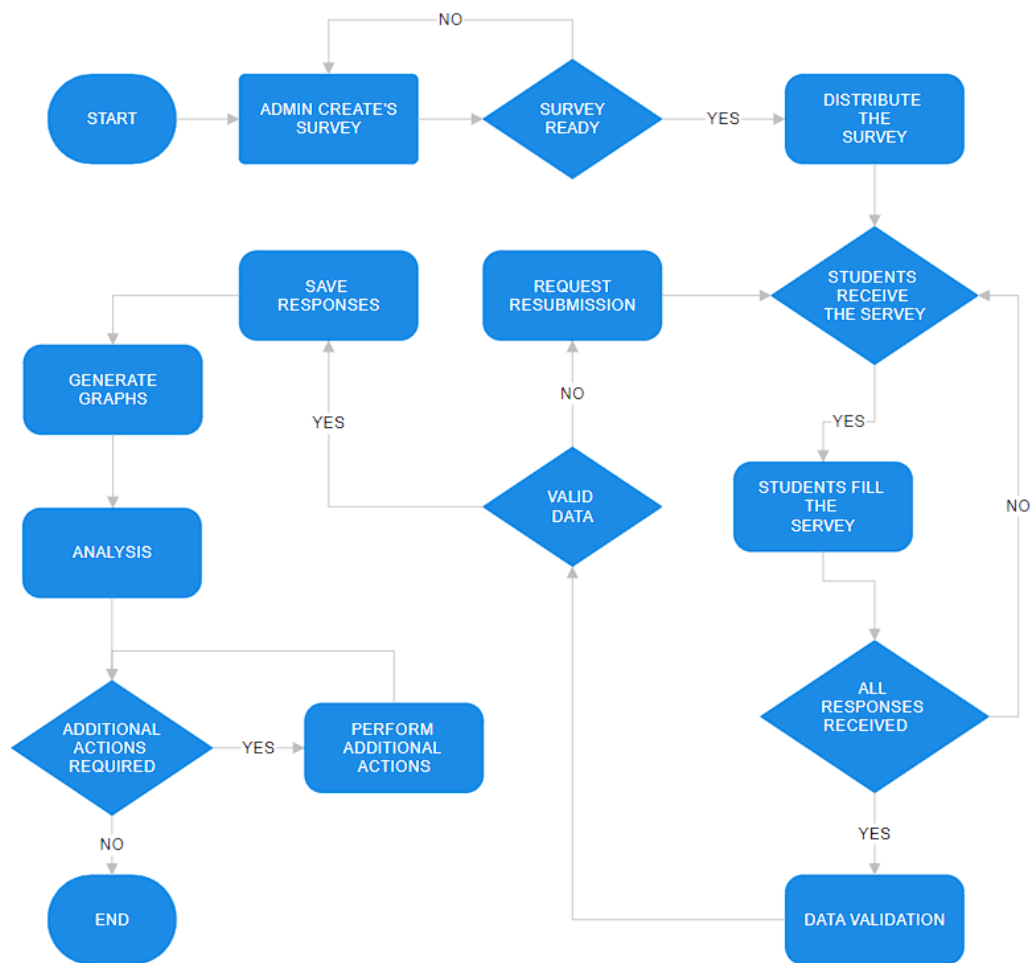 NO
START
ADMIN CREATE'S
SURVEY
SURVEY
READY
YES
DISTRIBUTE
THE
SURVEY
SAVE
RESPONSES
REQUEST
RESUBMISSION
STUDENTS
RECEIVE
THE SERVEY
GENERATE
GRAPHS
NO
YES
YES
VALID
DATA
STUDENTS FILL
THE
SERVEY
NO
ANALYSIS
ADDITIONAL
ACTIONS
REQUIRED
YES
PERFORM
ADDITIONAL
ACTIONS
ALL
RESPONSES
RECEIVED
NO
YES
END
DATA VALIDATION